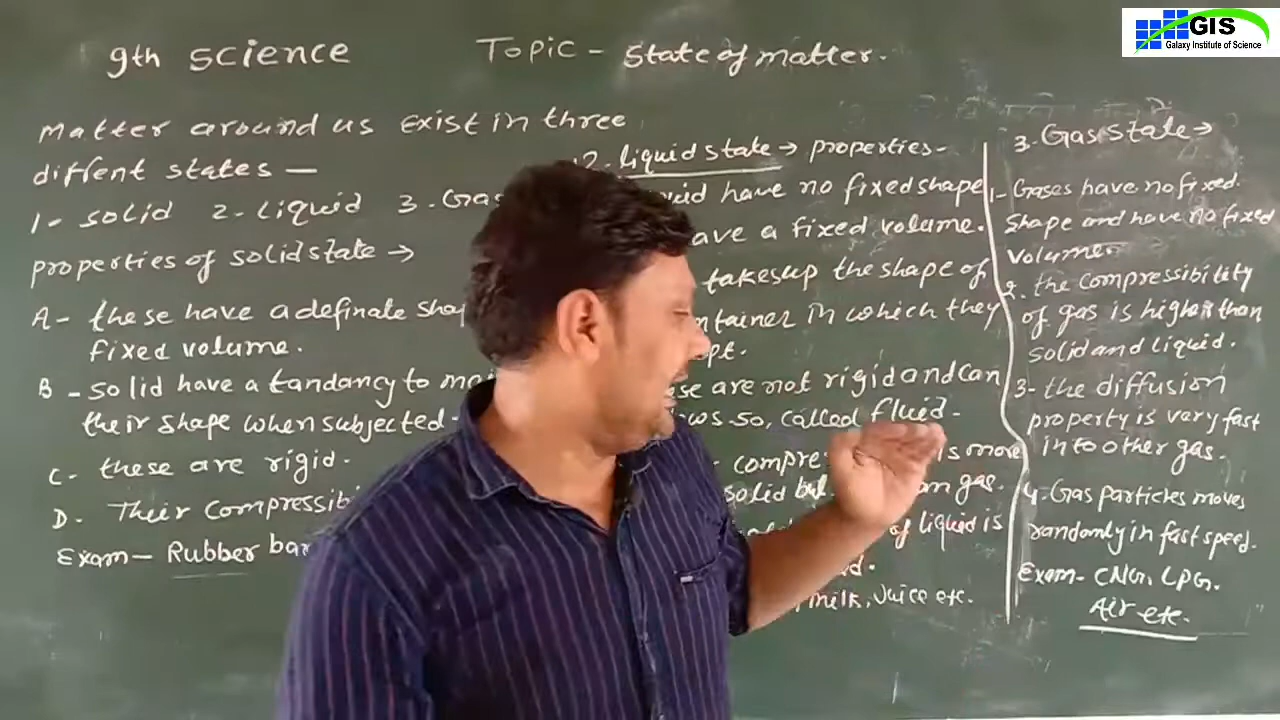 GIS
Galaxy Institute of Science
9th science
Topic - State of matter.
Matter around us exist in three
diffent states —
1- solid 2- liquid 3- Gas
properties of solid state →
A- these have a definate
fixed volume.
B - solid have a tandancy to
their shape when subjected-
C- these are rigid.
D. Their
Exam- Rubber
2. liquid state → properties-
have no fixed shape
a fixed volume.
takesup the shape of
in which they
are not rigid and can
so, called fluid-
is more
solid gas.
of liquid is
milk, Juice etc.
3. Gas state →
1- Gases have no fixed.
Shape and have no fixed
volume.
2. the compressibitity
of gas is higher than
solid and liquid.
3- the diffusion
property is very fast
into other gas.
4. Gas particles moves
randomly in fast speed.
Exam- CNG, LPG.
Air etc.